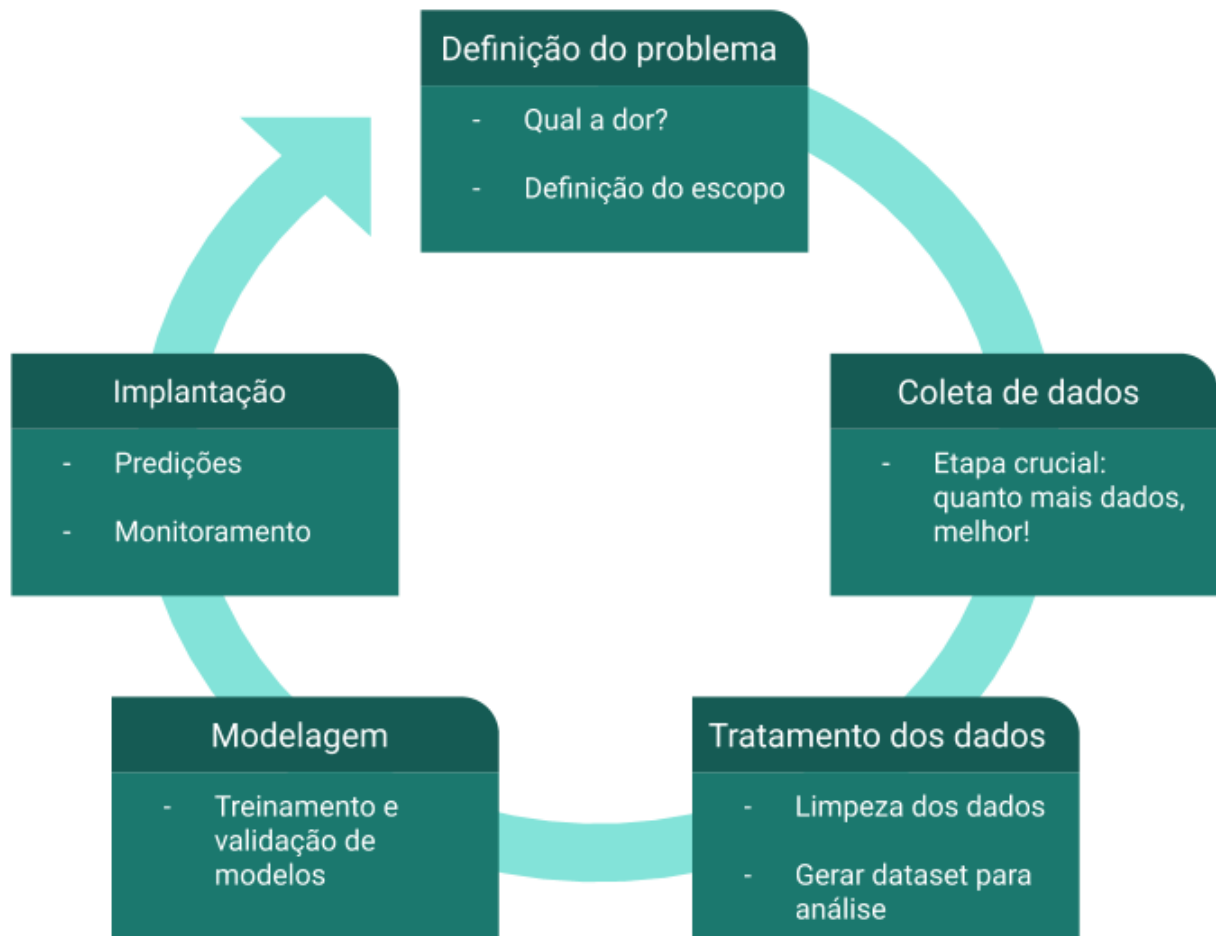 Definição do problema
- Qual a dor?
- Definição do escopo
Coleta de dados
- Etapa crucial:
quanto mais dados,
melhor!
Tratamento dos dados
- Limpeza dos dados
- Gerar dataset para
análise
Modelagem
- Treinamento e
validação de
modelos
Implantação
- Predições
- Monitoramento